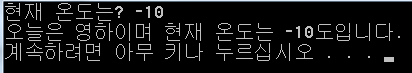 현재 온도는? -10
오늘은 영하이며 현재 온도는 -10도입니다.
계속하려면 아무 키나 누르십시오 . . .